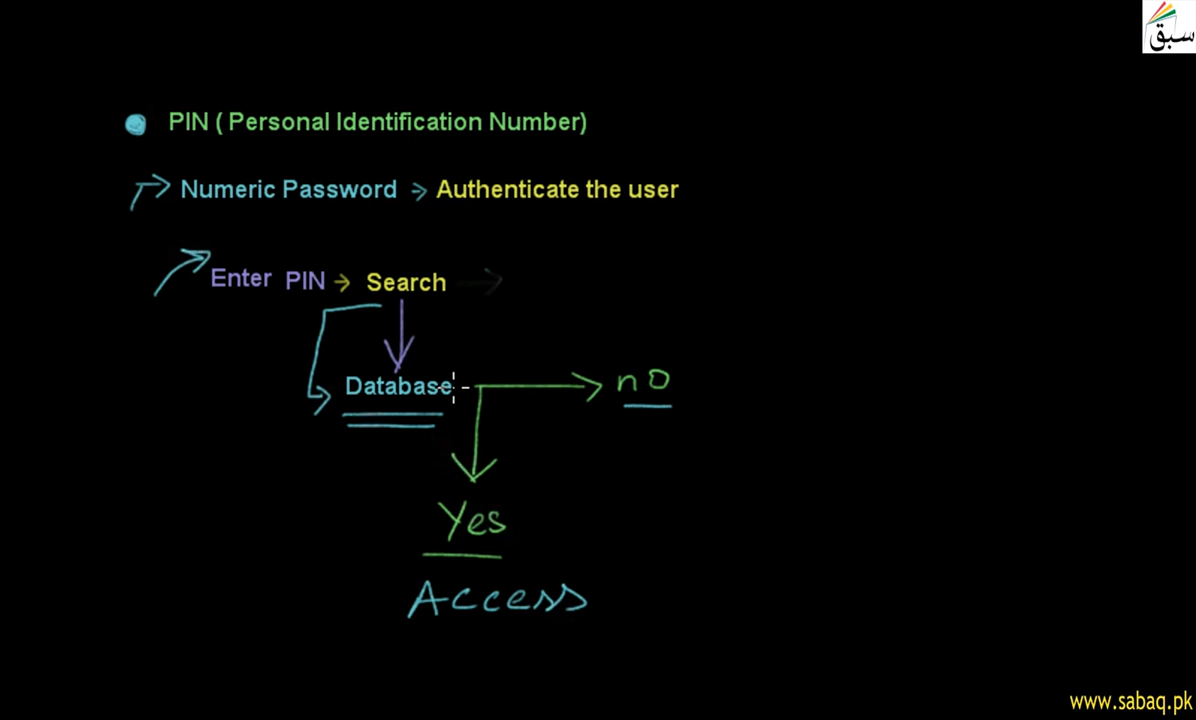 سبق
PIN ( Personal Identification Number)
Numeric Password → Authenticate the user
Enter PIN → Search →
Database → no
Yes
Access
www.sabaq.pk